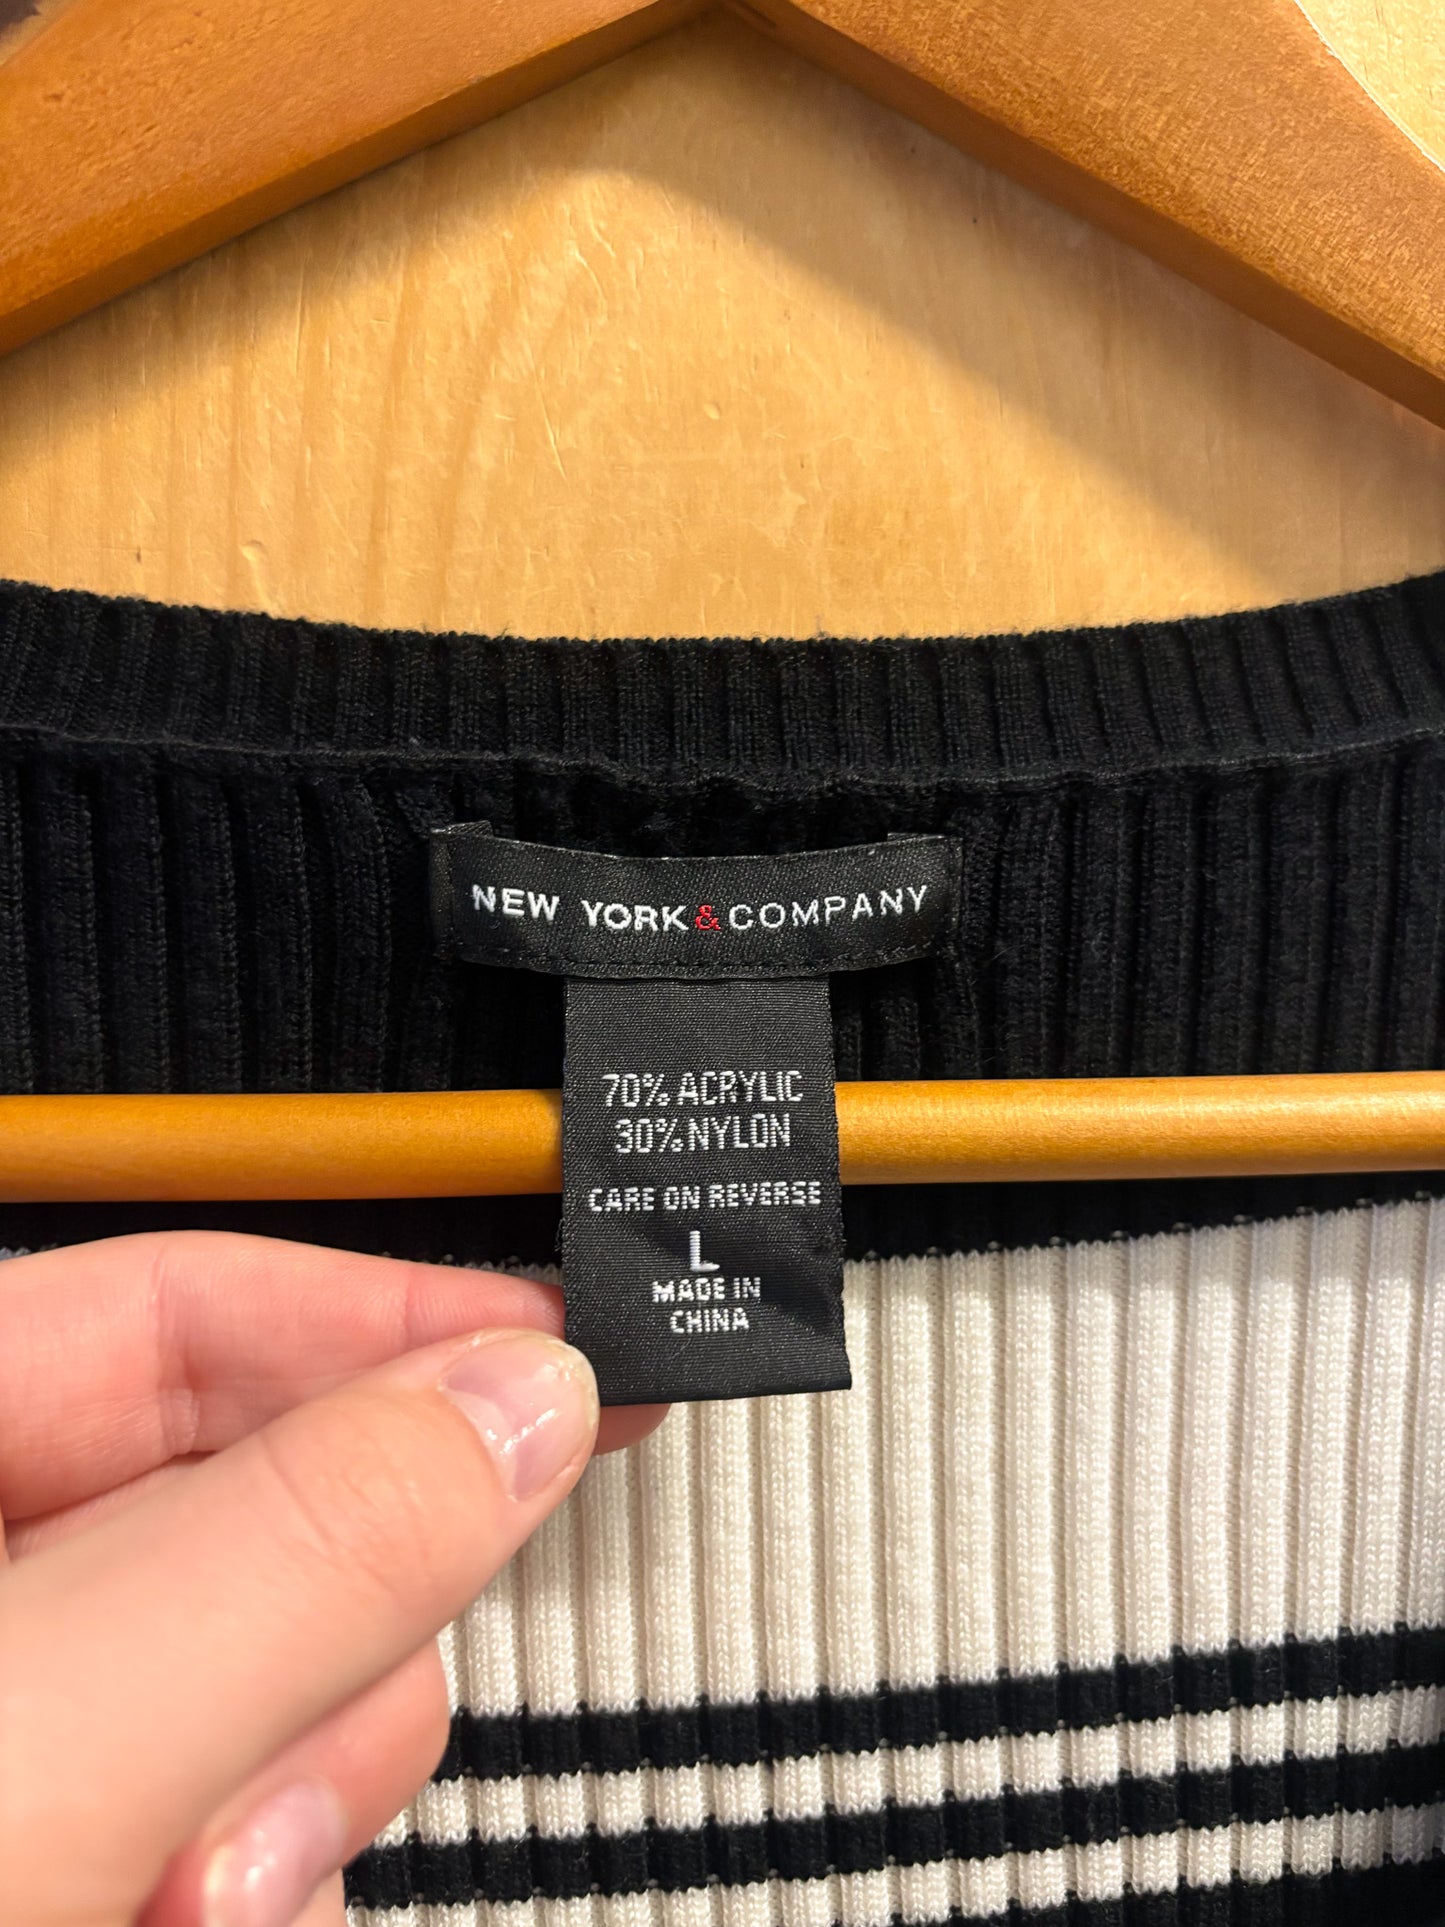 NEW YORK & COMPANY
70% ACRYLIC
30% NYLON
CARE ON REVERSE
L
MADE IN
CHINA